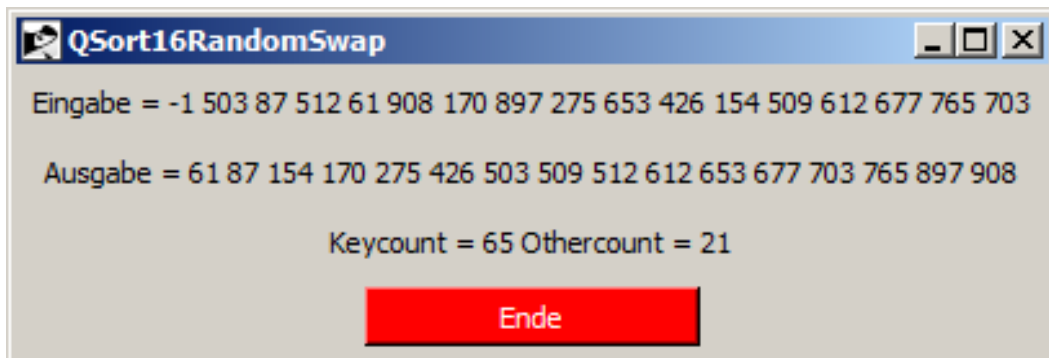 QSort16RandomSwap
Eingabe = -1 503 87 512 61 908 170 897 275 653 426 154 509 612 677 765 703
Ausgabe = 61 87 154 170 275 426 503 509 512 612 653 677 703 765 897 908
Keycount = 65 Othercount = 21
Ende